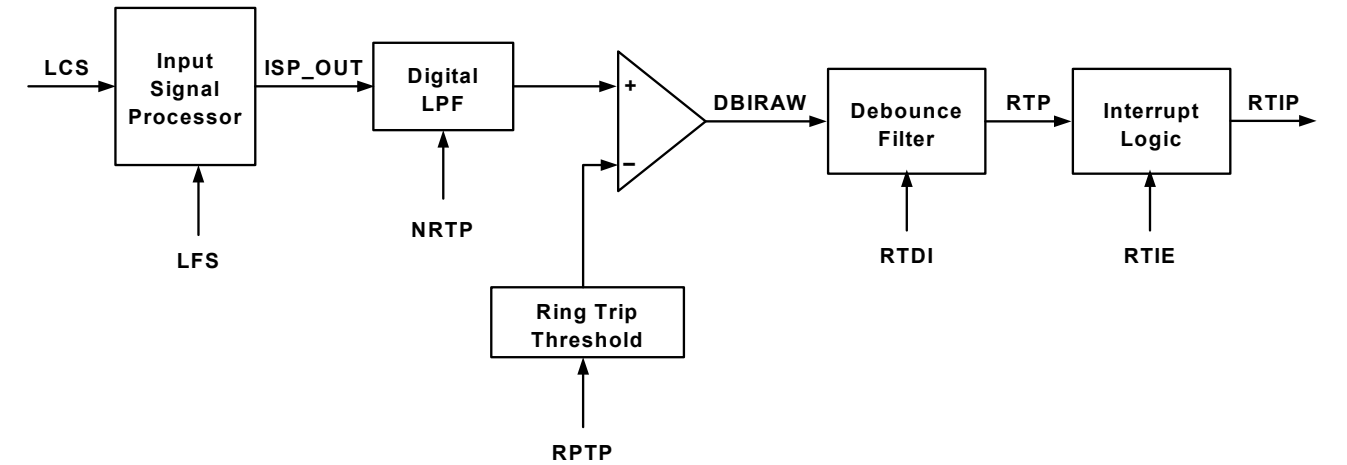 LCS
Input
Signal
Processor
LFS
ISP_OUT
Digital
LPF
NRTP
+
−
Ring Trip
Threshold
RPTP
DBIRAW
Debounce
Filter
RTDI
RTP
Interrupt
Logic
RTIE
RTIP